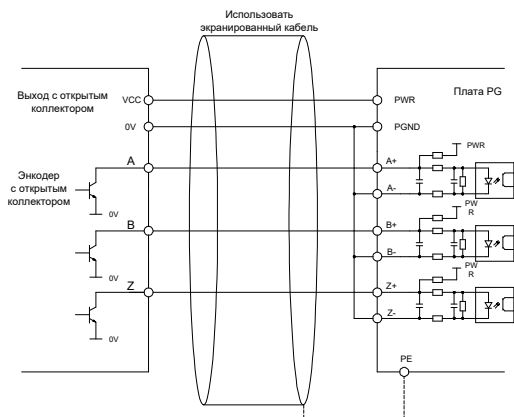 Использовать
экранированный кабель
Выход с открытым
коллектором
VCC
0V
PWR
PGND
Плата PG
Энкодер
с открытым
коллектором
A
0V
A+
A-
PWR
B
0V
B+
B-
PW
R
Z
0V
Z+
Z-
PW
R
PE